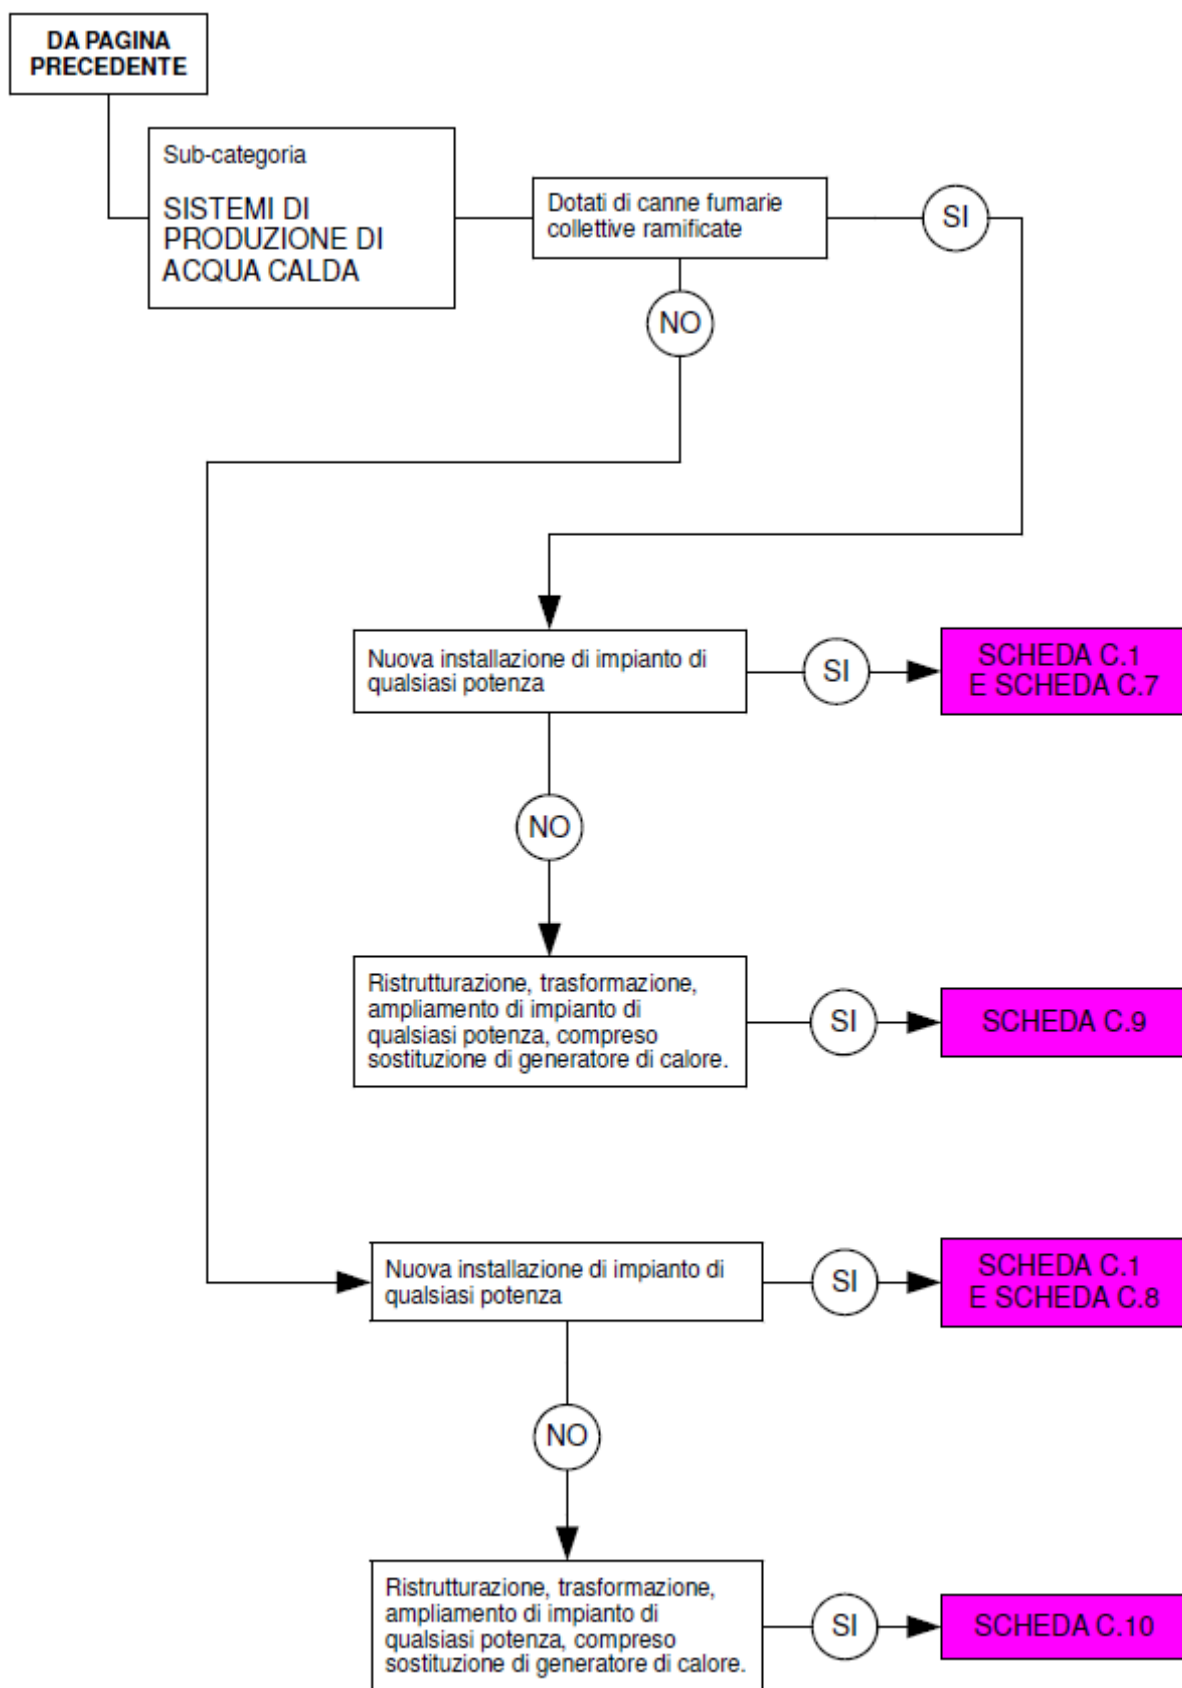 DA PAGINA
PRECEDENTE
Sub-categoria
SISTEMI DI
PRODUZIONE DI
ACQUA CALDA
Dotati di canne fumarie
collettive ramificate
SI
NO
Nuova installazione di impianto di
qualsiasi potenza
SI
SCHEDA C.1
E SCHEDA C.7
NO
Ristrutturazione, trasformazione,
ampliamento di impianto di
qualsiasi potenza, compreso
sostituzione di generatore di calore.
SI
SCHEDA C.9
Nuova installazione di impianto di
qualsiasi potenza
SI
SCHEDA C.1
E SCHEDA C.8
NO
Ristrutturazione, trasformazione,
ampliamento di impianto di
qualsiasi potenza, compreso
sostituzione di generatore di calore.
SI
SCHEDA C.10